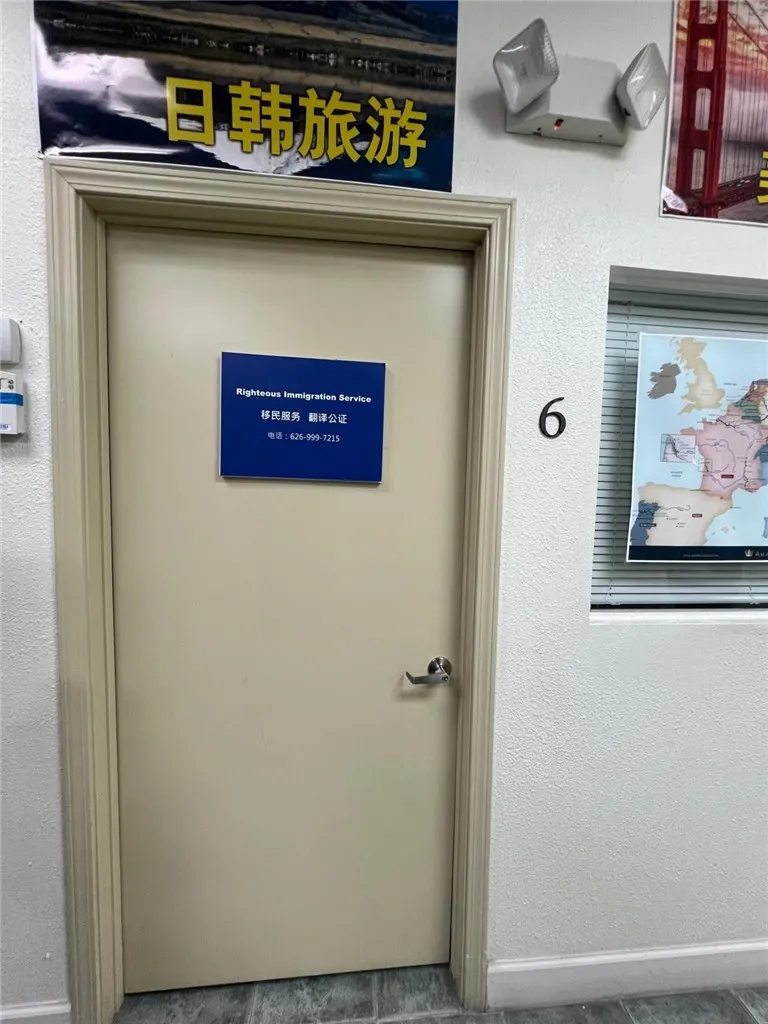 日韩旅游
Righteous Immigration Service
移民服务 翻译公证
电话：626-999-7215
6